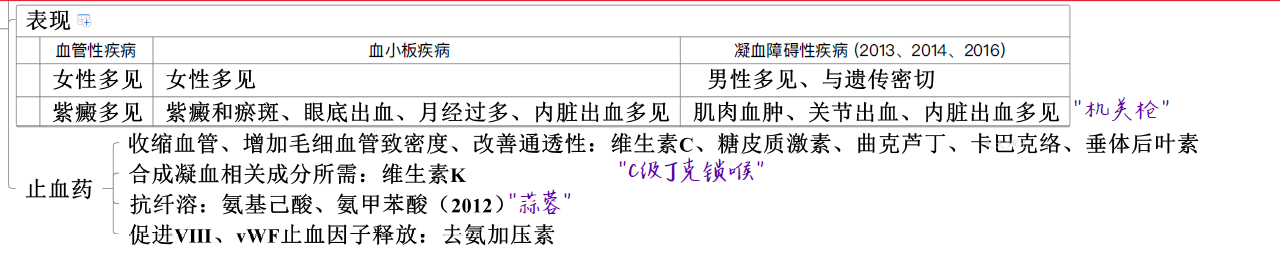 表现
血管性疾病 血小板疾病 凝血障碍性疾病 (2013、2014、2016)
女性多见 女性多见 男性多见、与遗传密切
紫癜多见 紫癜和瘀斑、眼底出血、月经过多、内脏出血多见 肌肉血肿、关节出血、内脏出血多见 "机关枪"
收缩血管、增加毛细血管致密度、改善通透性：维生素C、糖皮质激素、曲克芦丁、卡巴克络、垂体后叶素
止血药 合成凝血相关成分所需：维生素K "C级丁克锁喉"
抗纤溶：氨基己酸、氨甲苯酸（2012）"蒜蓉"
促进VIII、vWF止血因子释放：去氨加压素